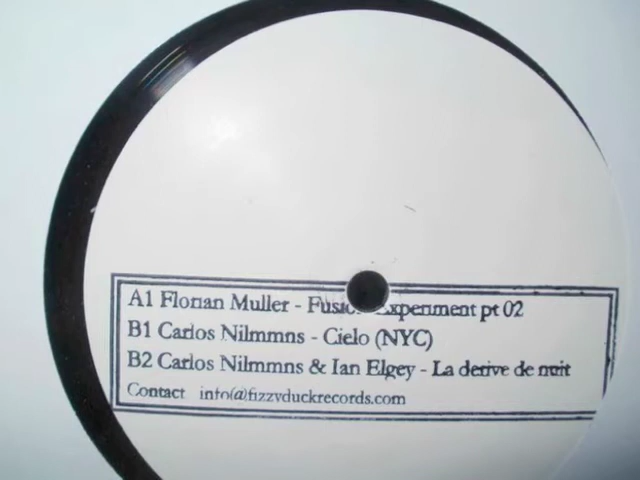 A1 Florian Muller - Fusion Experiment pt 02
B1 Carlos Nilmmns - Cielo (NYC)
B2 Carlos Nilmmns & Ian Elgey - La derive de nuit
Contact info@fizzyduckrecords.com